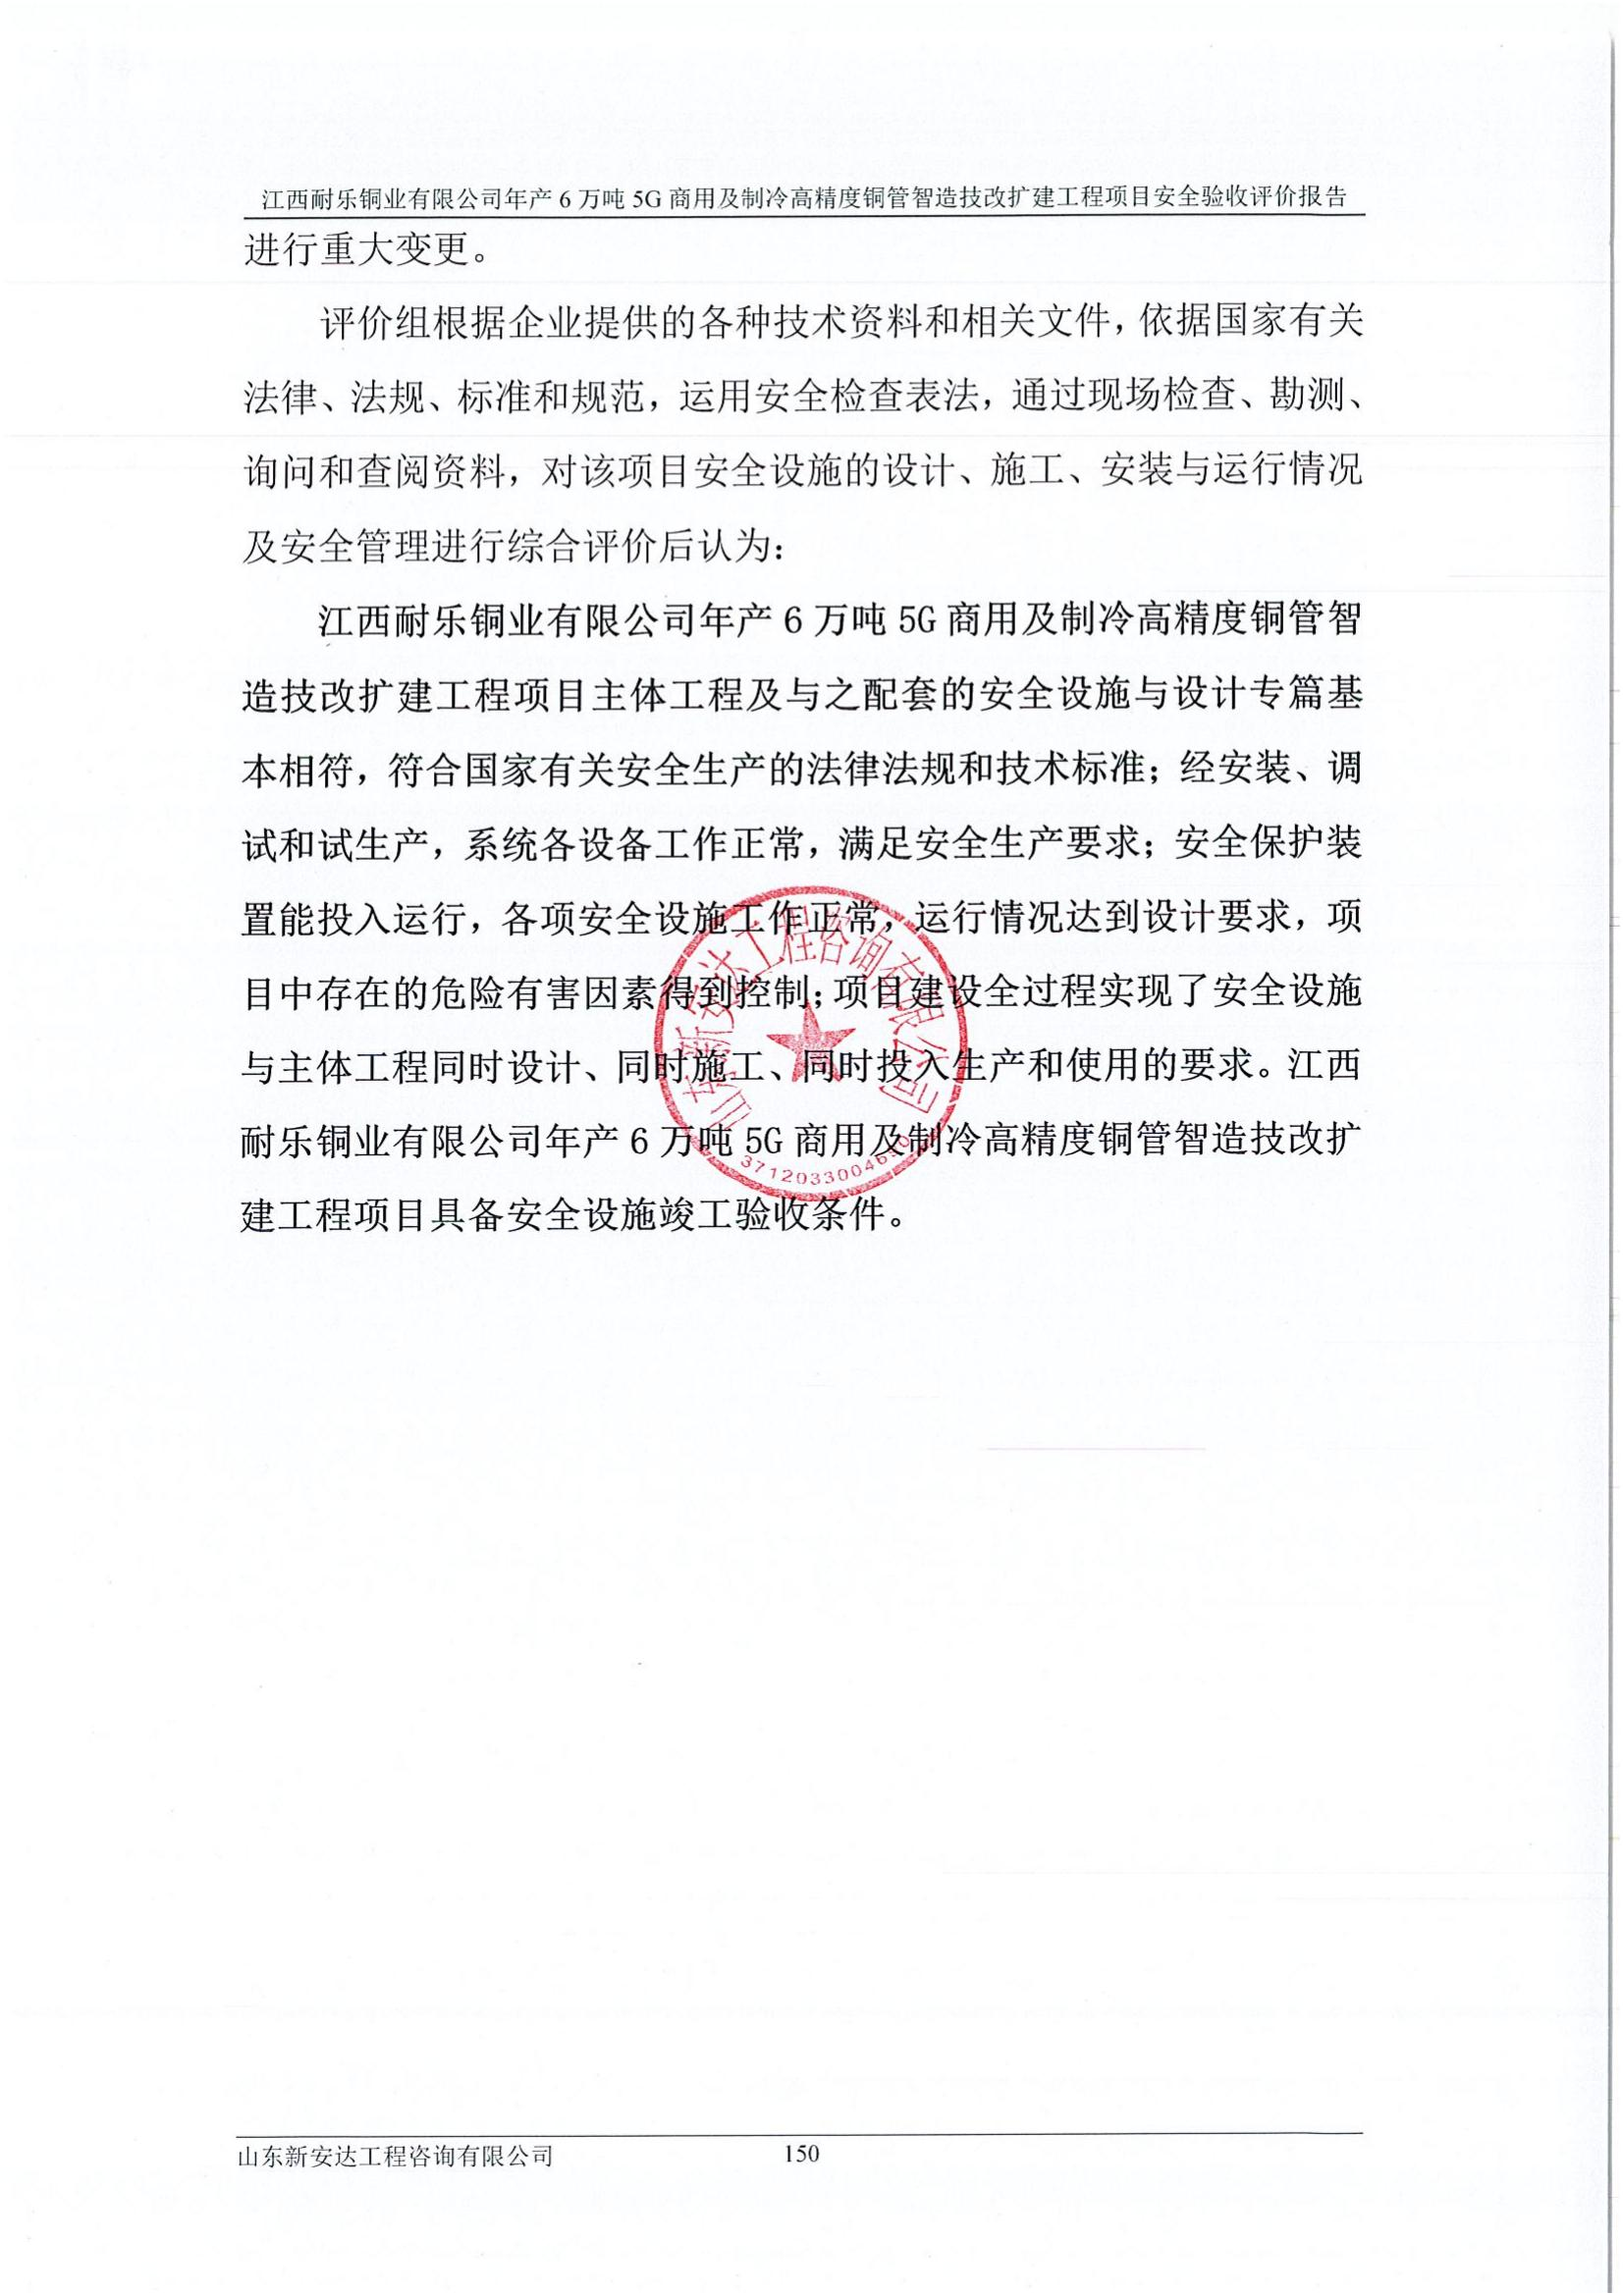 江西耐乐铜业有限公司年产 6 万吨 5G 商用及制冷高精度铜管智造技改扩建工程项目安全验收评价报告
进行重大变更。
评价组根据企业提供的各种技术资料和相关文件，依据国家有关
法律、法规、标准和规范，运用安全检查表法，通过现场检查、勘测、
询问和查阅资料，对该项目安全设施的设计、施工、安装与运行情况
及安全管理进行综合评价后认为：
江西耐乐铜业有限公司年产 6 万吨 5G 商用及制冷高精度铜管智
造技改扩建工程项目主体工程及与之配套的安全设施与设计专篇基
本相符，符合国家有关安全生产的法律法规和技术标准；经安装、调
试和试生产，系统各设备工作正常，满足安全生产要求；安全保护装
置能投入运行，各项安全设施工作正常，运行情况达到设计要求，项
目中存在的危险有害因素得到控制；项目建设全过程实现了安全设施
与主体工程同时设计、同时施工、同时投入生产和使用的要求。江西
耐乐铜业有限公司年产 6 万吨 5G 商用及制冷高精度铜管智造技改扩
建工程项目具备安全设施竣工验收条件。
山东新安达工程咨询有限公司
山东新安达工程咨询有限公司 150